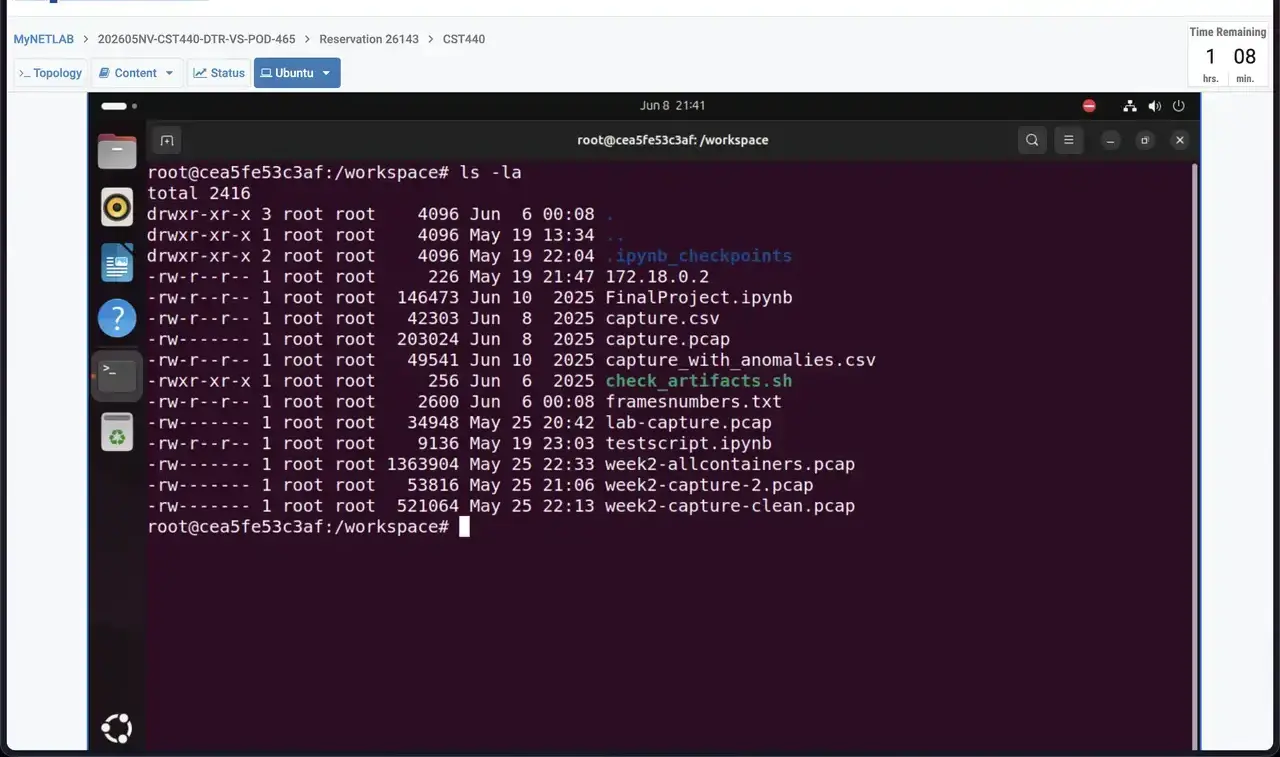 MyNETLAB > 202605NV-CST440-DTR-VS-POD-465 > Reservation 26143 > CST440
Time Remaining
1 08
hrs. min.
>_ Topology Content Status Ubuntu
Jun 8 21:41
root@cea5fe53c3af: /workspace
root@cea5fe53c3af:/workspace# ls -la
total 2416
drwxr-xr-x 3 root root    4096 Jun  6 00:08 .
drwxr-xr-x 1 root root    4096 May 19 13:34 ..
drwxr-xr-x 2 root root    4096 May 19 22:04 .ipynb_checkpoints
-rw-r--r-- 1 root root     226 May 19 21:47 172.18.0.2
-rw-r--r-- 1 root root  146473 Jun 10  2025 FinalProject.ipynb
-rw-r--r-- 1 root root   42303 Jun  8  2025 capture.csv
-rw------- 1 root root  203024 Jun  8  2025 capture.pcap
-rw-r--r-- 1 root root   49541 Jun 10  2025 capture_with_anomalies.csv
-rwxr-xr-x 1 root root     256 Jun  6  2025 check_artifacts.sh
-rw-r--r-- 1 root root    2600 Jun  6 00:08 framesnumbers.txt
-rw------- 1 root root   34948 May 25 20:42 lab-capture.pcap
-rw-r--r-- 1 root root    9136 May 19 23:03 testscript.ipynb
-rw------- 1 root root 1363904 May 25 22:33 week2-allcontainers.pcap
-rw------- 1 root root   53816 May 25 21:06 week2-capture-2.pcap
-rw------- 1 root root  521064 May 25 22:13 week2-capture-clean.pcap
root@cea5fe53c3af:/workspace#